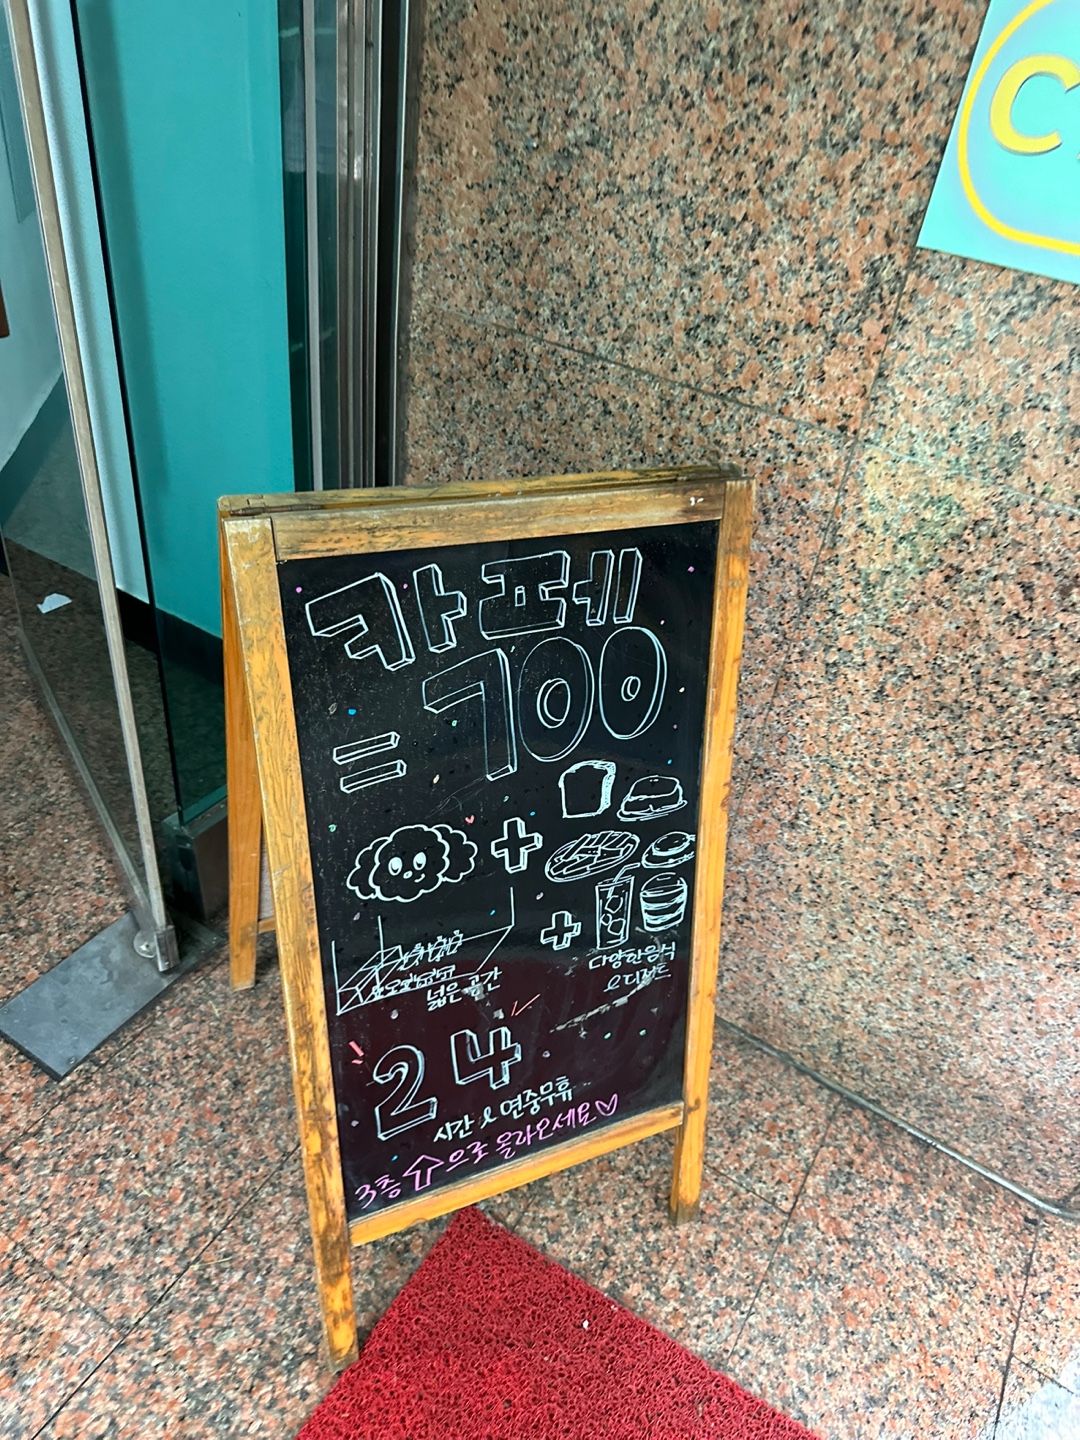 카페
= 700
+
+
다양한 음식
& 디저트
넓은 공간
24
시간 & 연중무휴
3층 ⇧ 으로 올라오세요♡
C